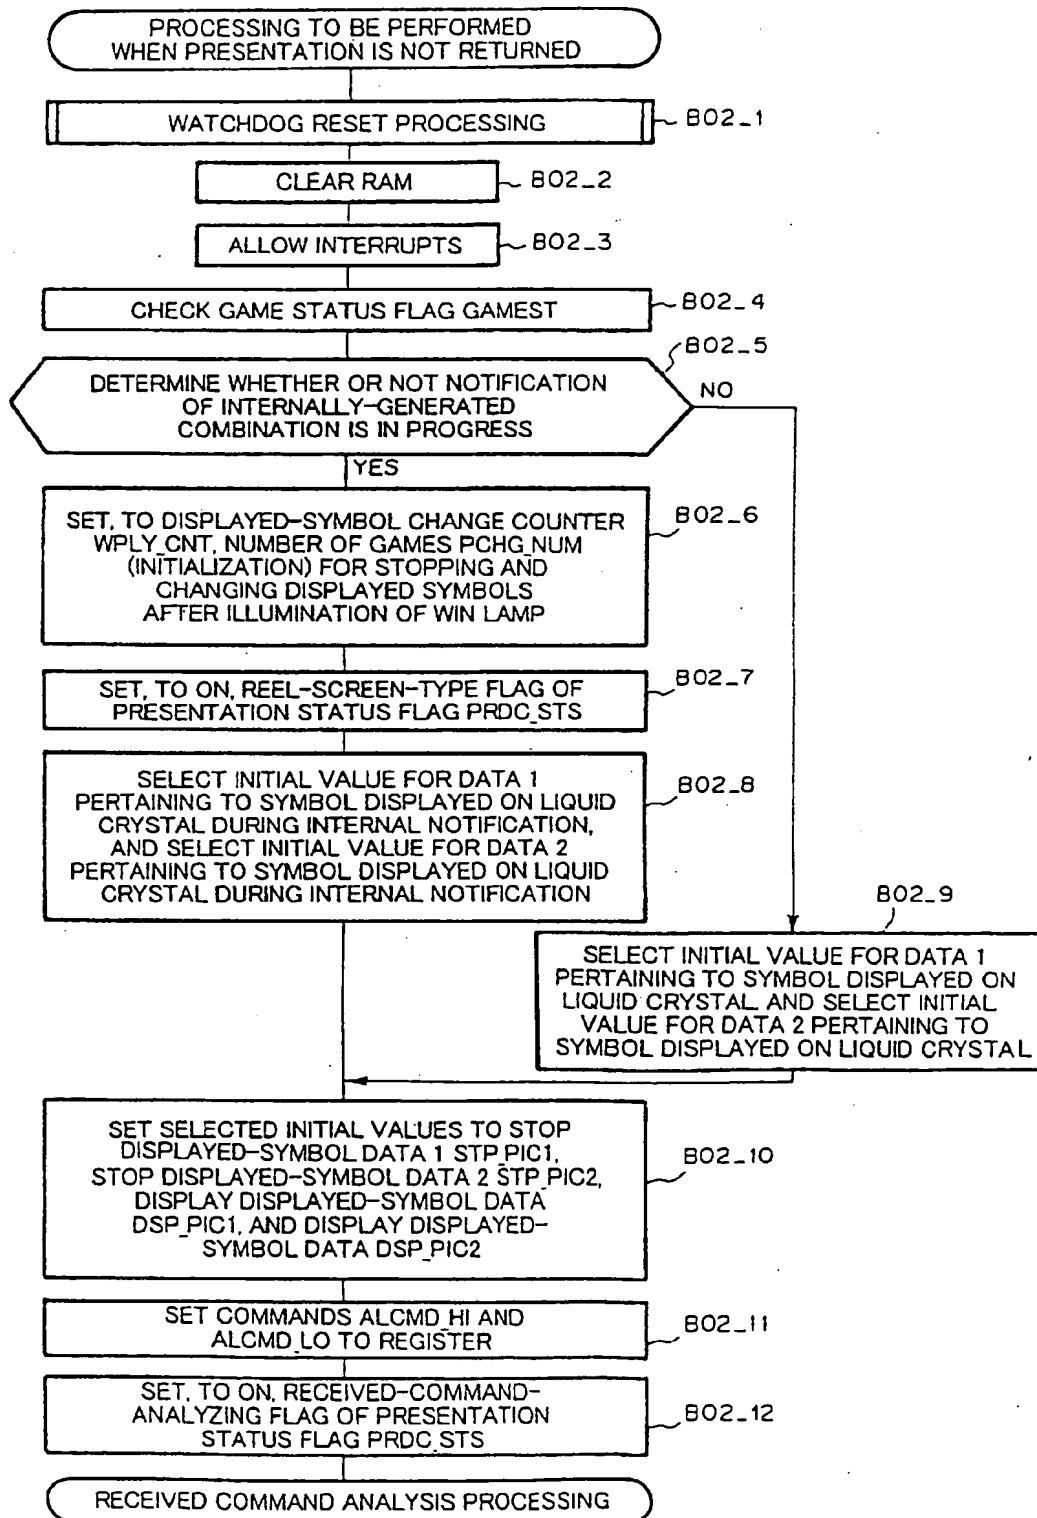 PROCESSING TO BE PERFORMED
WHEN PRESENTATION IS NOT RETURNED
WATCHDOG RESET PROCESSING
B02_1
CLEAR RAM
B02_2
ALLOW INTERRUPTS
B02_3
CHECK GAME STATUS FLAG GAMEST
B02_4
B02_5
DETERMINE WHETHER OR NOT NOTIFICATION
OF INTERNALLY-GENERATED
COMBINATION IS IN PROGRESS
NO
YES
SET, TO DISPLAYED-SYMBOL CHANGE COUNTER
WPLY_CNT, NUMBER OF GAMES PCHG_NUM
(INITIALIZATION) FOR STOPPING AND
CHANGING DISPLAYED SYMBOLS
AFTER ILLUMINATION OF WIN LAMP
B02_6
SET, TO ON, REEL-SCREEN-TYPE FLAG OF
PRESENTATION STATUS FLAG PRDC_STS
B02_7
SELECT INITIAL VALUE FOR DATA 1
PERTAINING TO SYMBOL DISPLAYED ON LIQUID
CRYSTAL DURING INTERNAL NOTIFICATION,
AND SELECT INITIAL VALUE FOR DATA 2
PERTAINING TO SYMBOL DISPLAYED ON LIQUID
CRYSTAL DURING INTERNAL NOTIFICATION
B02_8
B02_9
SELECT INITIAL VALUE FOR DATA 1
PERTAINING TO SYMBOL DISPLAYED ON
LIQUID CRYSTAL AND SELECT INITIAL
VALUE FOR DATA 2 PERTAINING TO
SYMBOL DISPLAYED ON LIQUID CRYSTAL
SET SELECTED INITIAL VALUES TO STOP
DISPLAYED-SYMBOL DATA 1 STP_PIC1,
STOP DISPLAYED-SYMBOL DATA 2 STP_PIC2,
DISPLAY DISPLAYED-SYMBOL DATA
DSP_PIC1, AND DISPLAY DISPLAYED-
SYMBOL DATA DSP_PIC2
B02_10
SET COMMANDS ALCMD_HI AND
ALCMD_LO TO REGISTER
B02_11
SET, TO ON, RECEIVED-COMMAND-
ANALYZING FLAG OF PRESENTATION
STATUS FLAG PRDC_STS
B02_12
RECEIVED COMMAND ANALYSIS PROCESSING